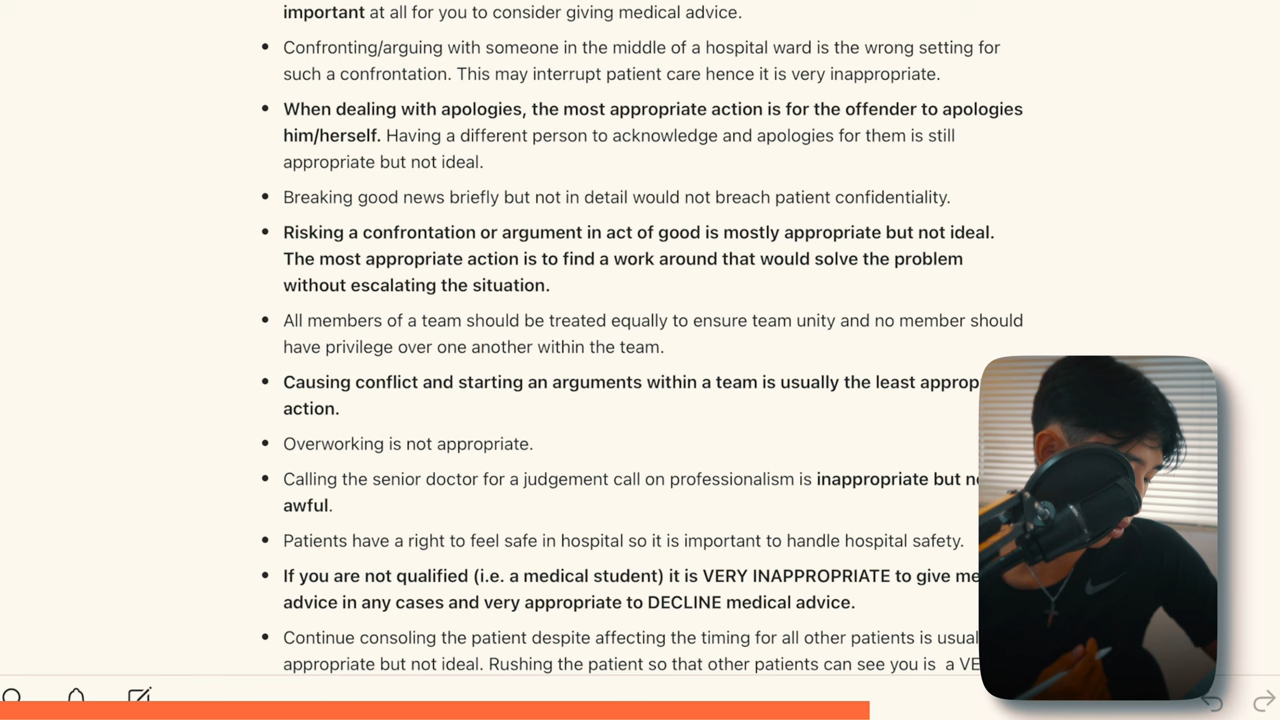 important at all for you to consider giving medical advice.
• Confronting/arguing with someone in the middle of a hospital ward is the wrong setting for
such a confrontation. This may interrupt patient care hence it is very inappropriate.
• When dealing with apologies, the most appropriate action is for the offender to apologies
him/herself. Having a different person to acknowledge and apologies for them is still
appropriate but not ideal.
• Breaking good news briefly but not in detail would not breach patient confidentiality.
• Risking a confrontation or argument in act of good is mostly appropriate but not ideal.
The most appropriate action is to find a work around that would solve the problem
without escalating the situation.
• All members of a team should be treated equally to ensure team unity and no member should
have privilege over one another within the team.
• Causing conflict and starting an arguments within a team is usually the least approp
action.
• Overworking is not appropriate.
• Calling the senior doctor for a judgement call on professionalism is inappropriate but n
awful.
• Patients have a right to feel safe in hospital so it is important to handle hospital safety.
• If you are not qualified (i.e. a medical student) it is VERY INAPPROPRIATE to give me
advice in any cases and very appropriate to DECLINE medical advice.
• Continue consoling the patient despite affecting the timing for all other patients is usual
appropriate but not ideal. Rushing the patient so that other patients can see you is a VE